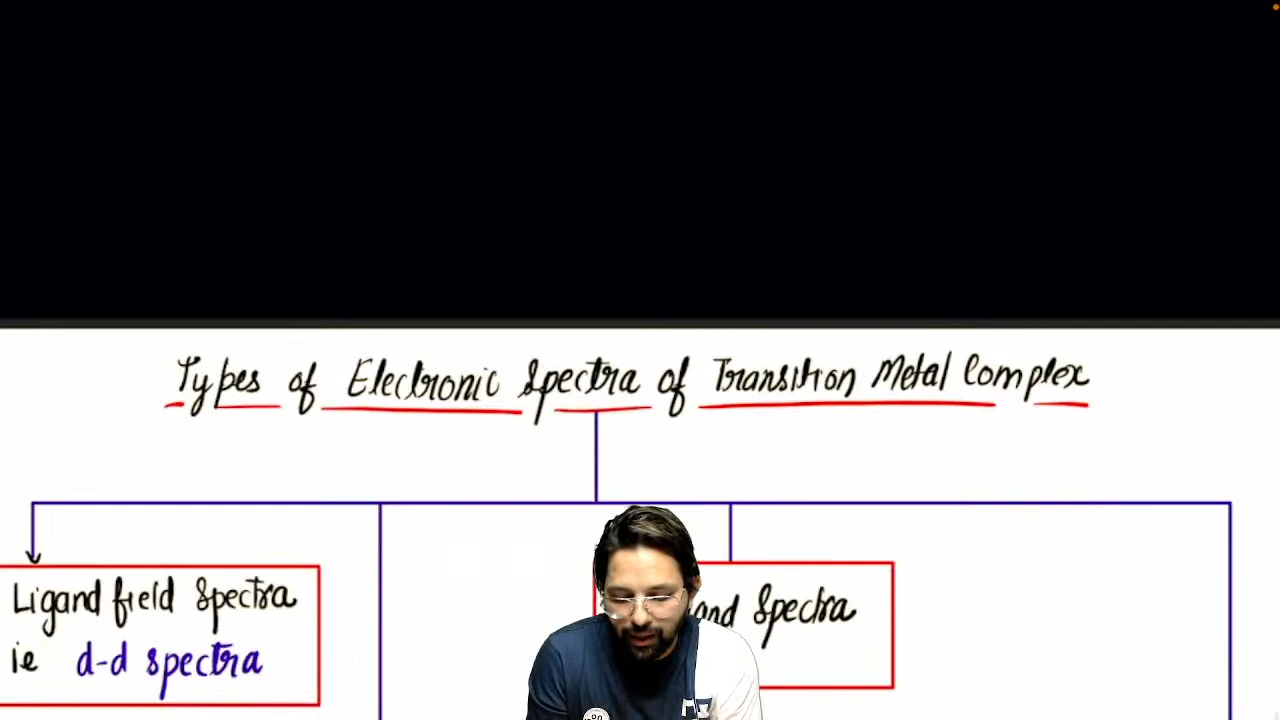 Types of Electronic Spectra of Transition Metal Complex
Ligand field Spectra
ie d-d spectra
Spectra